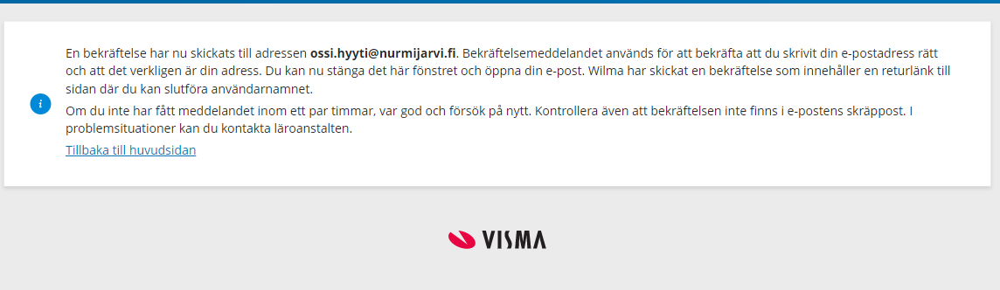 En bekräftelse har nu skickats till adressen ossi.hyyti@nurmijarvi.fi. Bekräftelsemeddelandet används för att bekräfta att du skrivit din e-postadress rätt
och att det verkligen är din adress. Du kan nu stänga det här fönstret och öppna din e-post. Wilma har skickat en bekräftelse som innehåller en returlänk till
sidan där du kan slutföra användarnamnet.
Om du inte har fått meddelandet inom ett par timmar, var god och försök på nytt. Kontrollera även att bekräftelsen inte finns i e-postens skräppost. I
problemsituationer kan du kontakta läroanstalten.
Tillbaka till huvudsidan
VISMA